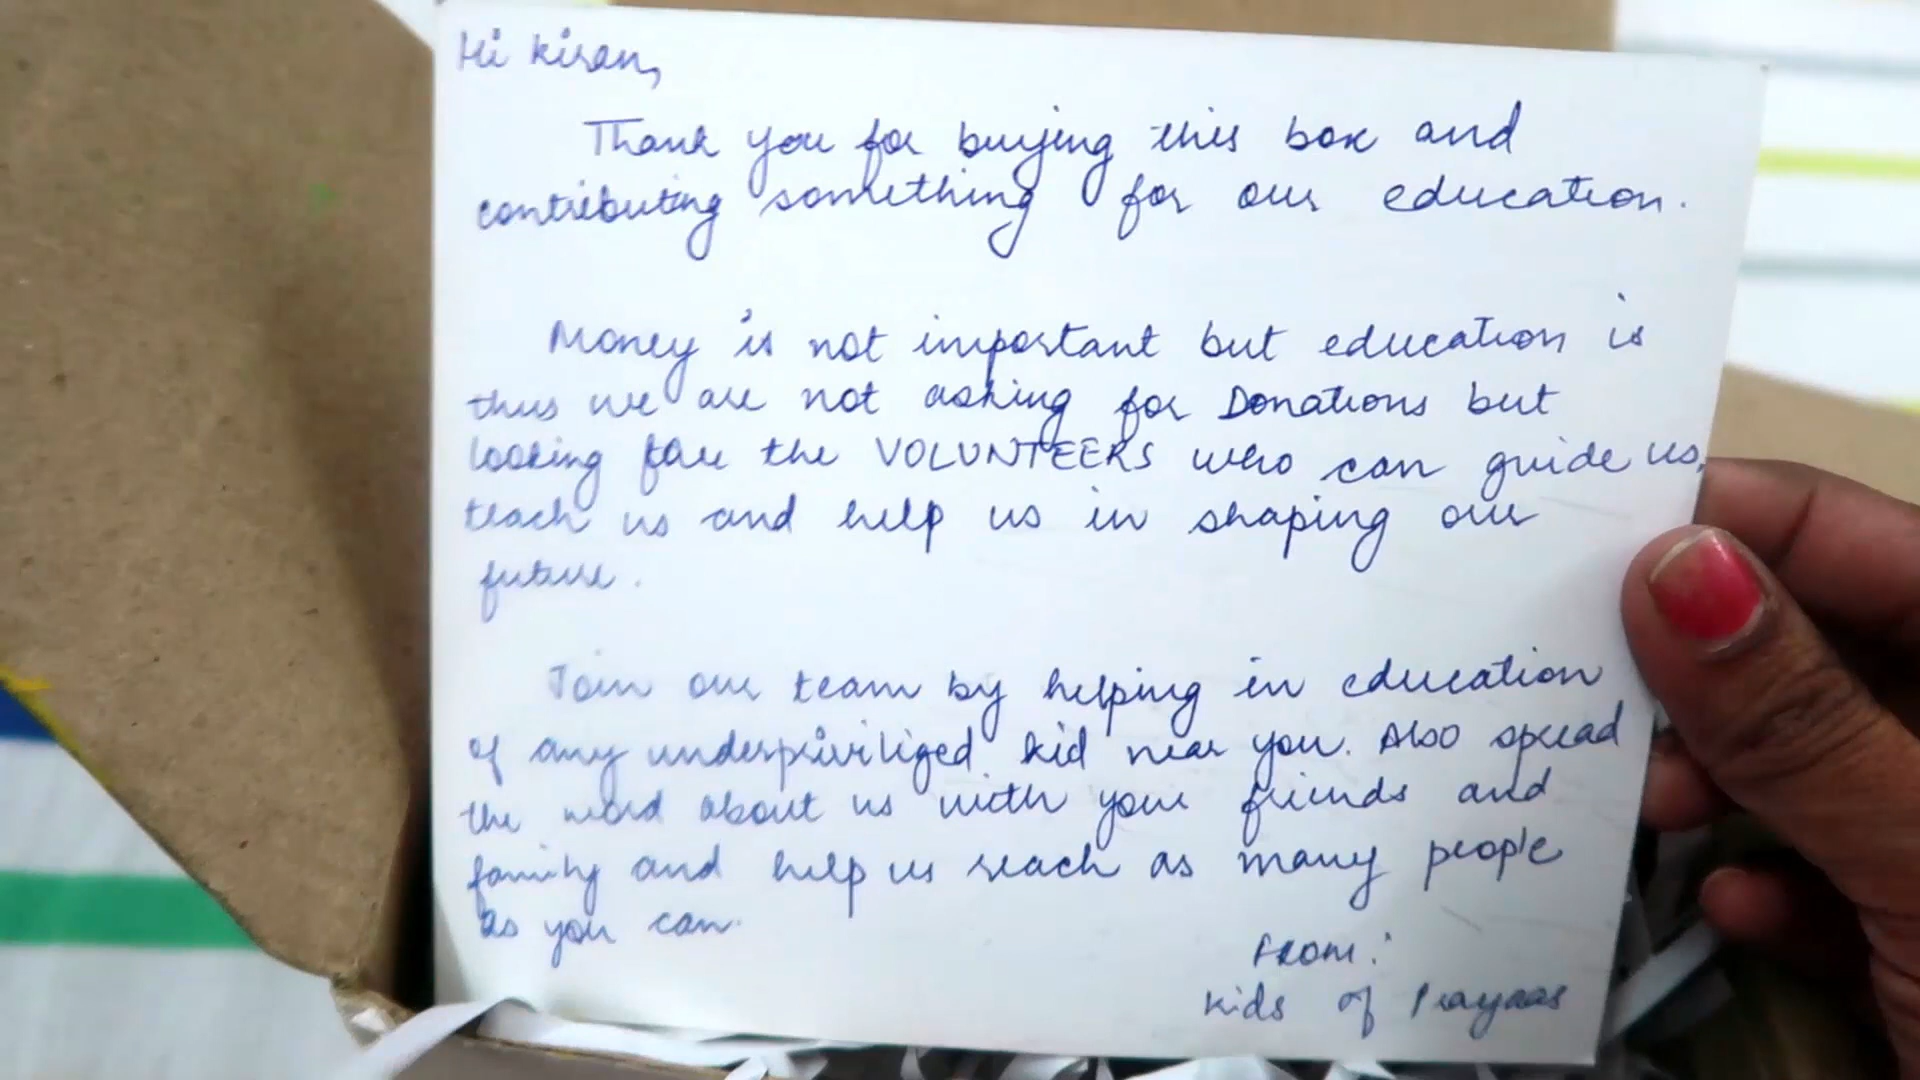 Hi Kiran,
Thank you for buying this box and
contributing something for our education.
Money is not important but education is
thus we are not asking for Donations but
looking for the VOLUNTEERS who can guide us,
teach us and help us in shaping our
future.
Join our team by helping in education
of any underpriviliged kid near you. Also spread
the word about us with your friends and
family and help us reach as many people
as you can.
From:
Kids of Prayaas